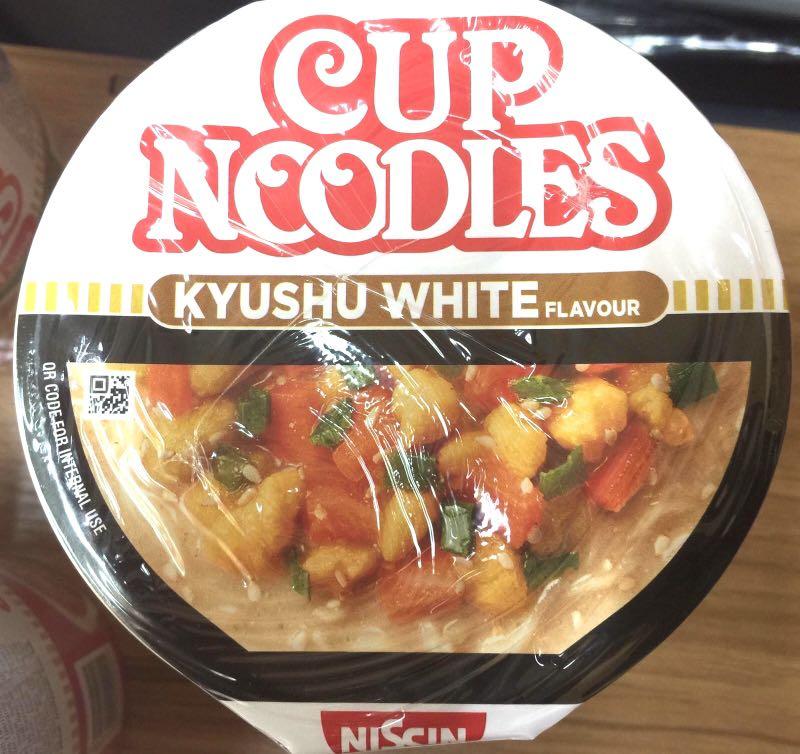 CUP
NOODLES
KYUSHU WHITE FLAVOUR
QR CODE FOR INTERNAL USE
NISSIN